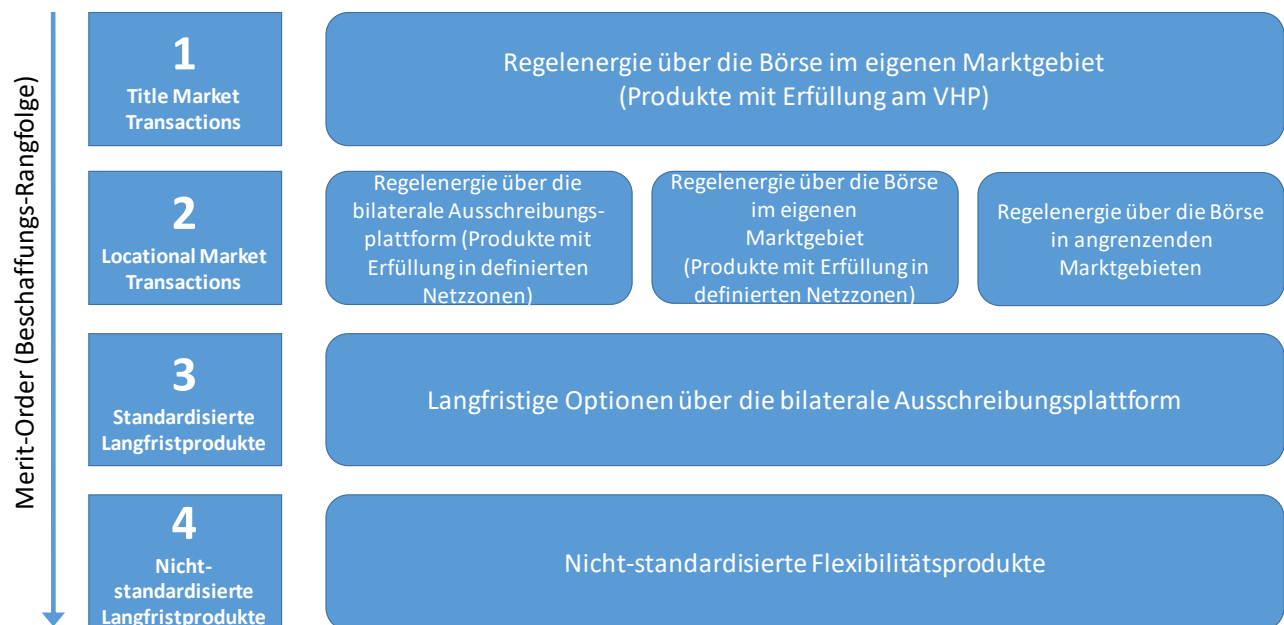 Merit-Order (Beschaffungs-Rangfolge)
1
Title Market
Transactions
Regelenergie über die Börse im eigenen Marktgebiet
(Produkte mit Erfüllung am VHP)
2
Locational Market
Transactions
Regelenergie über die
bilaterale Ausschreibungs-
plattform (Produkte mit
Erfüllung in definierten
Netzzonen)
Regelenergie über die Börse
im eigenen
Marktgebiet
(Produkte mit Erfüllung in
definierten Netzzonen)
Regelenergie über die Börse
in angrenzenden
Marktgebieten
3
Standardisierte
Langfristprodukte
Langfristige Optionen über die bilaterale Ausschreibungsplattform
4
Nicht-
standardisierte
Langfristprodukte
Nicht-standardisierte Flexibilitätsprodukte